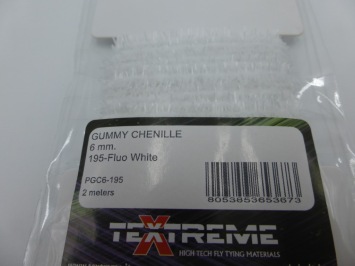 GUMMY CHENILLE
6 mm.
195-Fluo White
PGC6-195
2 meters
8053853653673
TEXTREME
HIGH TECH FLY TYING MATERIALS